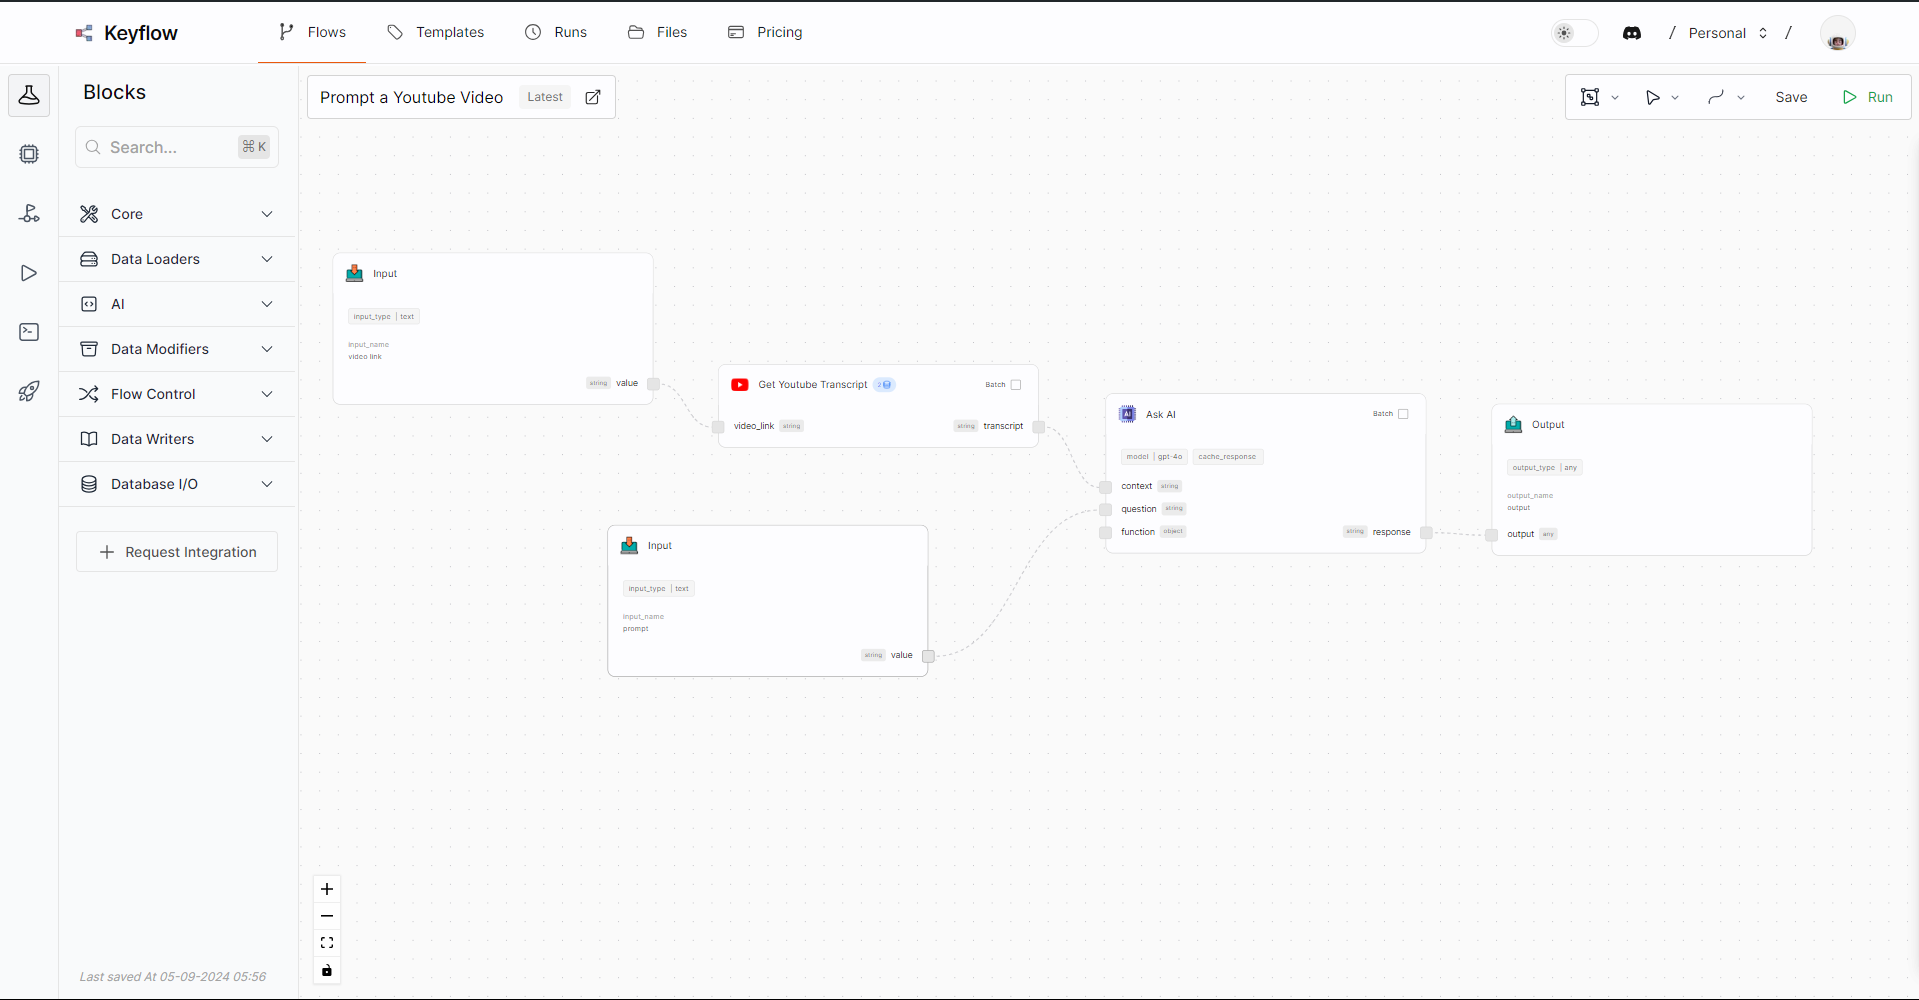 Keyflow
Flows
Templates
Runs
Files
Pricing
/ Personal /
Blocks
Search...
⌘ K
Core
Data Loaders
AI
Data Modifiers
Flow Control
Data Writers
Database I/O
+ Request Integration
Last saved At 05-09-2024 05:56
Prompt a Youtube Video Latest
Save
Run
Input
input_type | text
input_name
video link
string value
Get Youtube Transcript 2
Batch
video_link string
string transcript
Input
input_type | text
input_name
prompt
string value
AI
Ask AI
Batch
model | gpt-4o cache_response
context string
question string
function object
string response
Output
output_type | any
output_name
output
output any